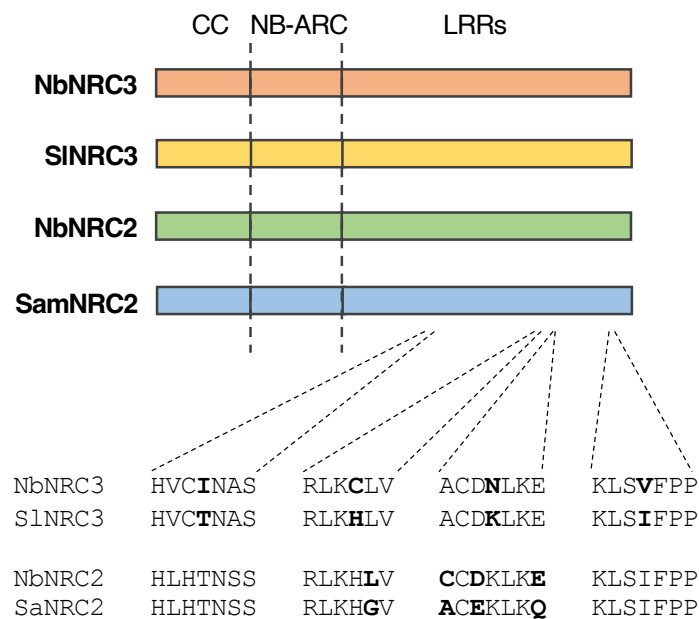 CC NB-ARC LRRs
NbNRC3
SlNRC3
NbNRC2
SamNRC2
NbNRC3 HVCINAS RLKCLV ACDNLKE KLSVFPP
SlNRC3 HVCTNAS RLKHLV ACDKLKE KLSIFPP
NbNRC2 HLHTNSS RLKHLV CCDKLKE KLSIFPP
SaNRC2 HLHTNSS RLKHGV ACEKLKQ KLSIFPP